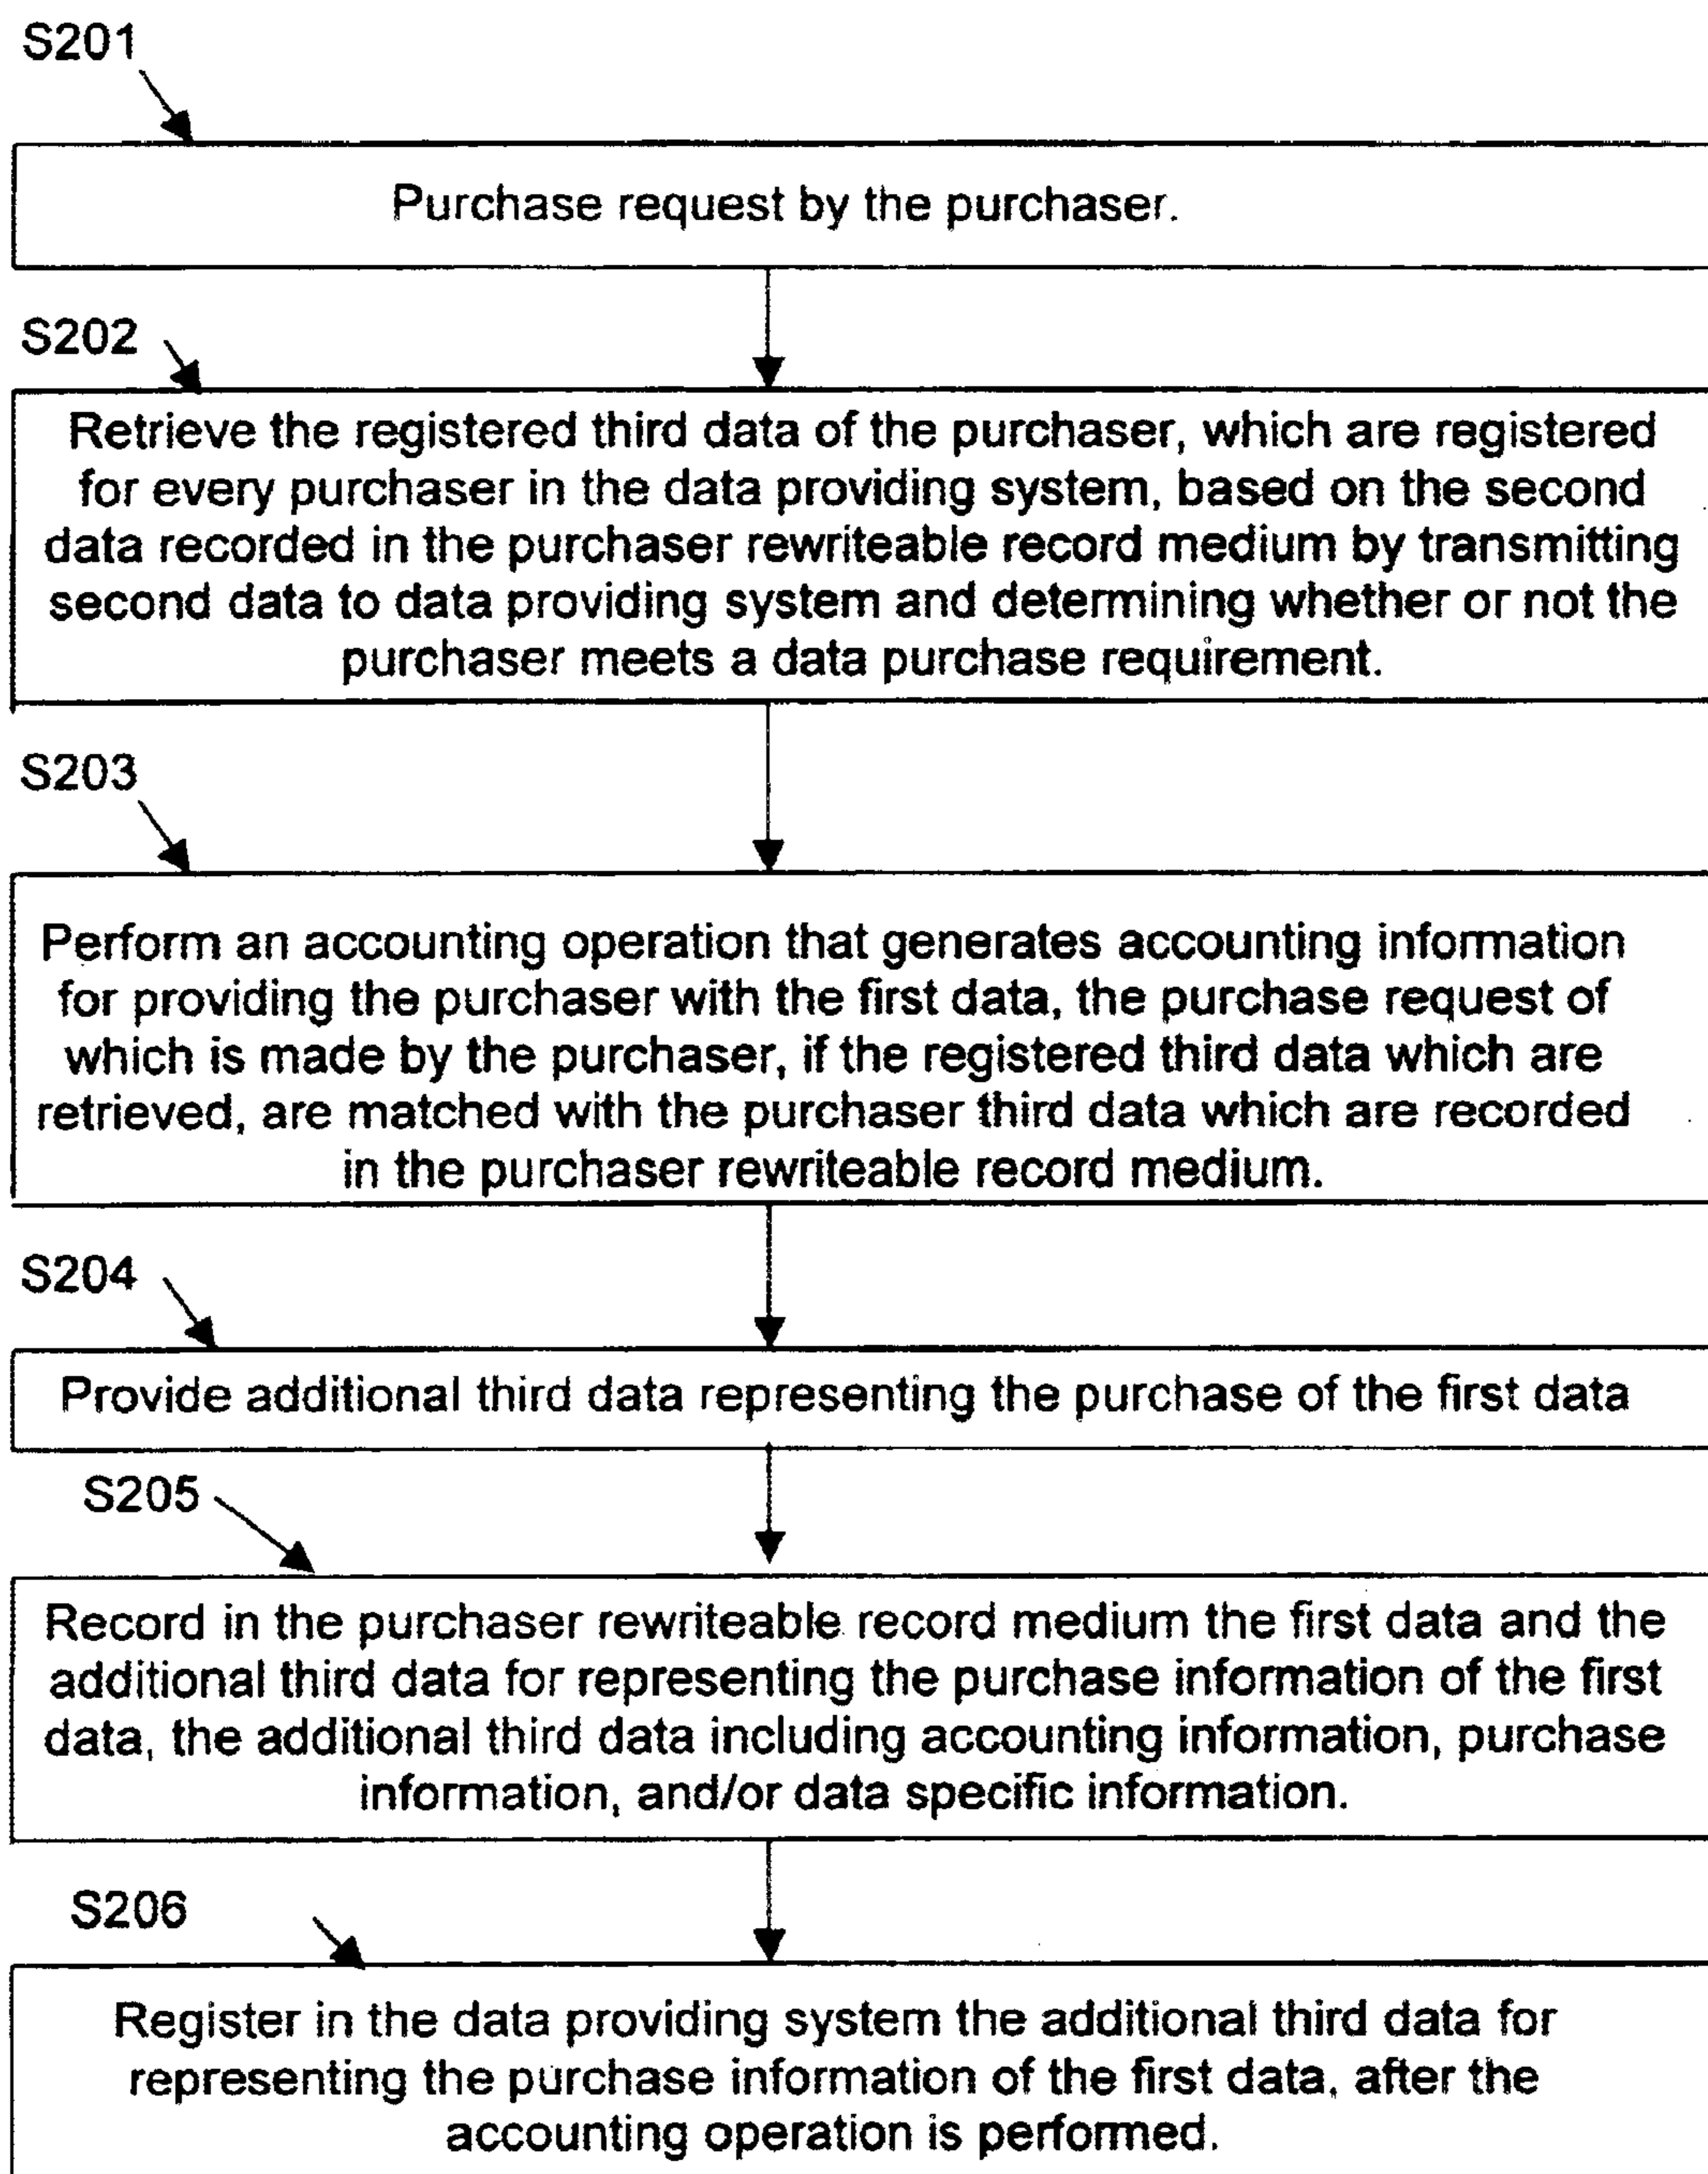 S201
Purchase request by the purchaser.
S202
Retrieve the registered third data of the purchaser, which are registered
for every purchaser in the data providing system, based on the second
data recorded in the purchaser rewriteable record medium by transmitting
second data to data providing system and determining whether or not the
purchaser meets a data purchase requirement.
S203
Perform an accounting operation that generates accounting information
for providing the purchaser with the first data, the purchase request of
which is made by the purchaser, if the registered third data which are
retrieved, are matched with the purchaser third data which are recorded
in the purchaser rewriteable record medium.
S204
Provide additional third data representing the purchase of the first data
S205
Record in the purchaser rewriteable record medium the first data and the
additional third data for representing the purchase information of the first
data, the additional third data including accounting information, purchase
information, and/or data specific information.
S206
Register in the data providing system the additional third data for
representing the purchase information of the first data, after the
accounting operation is performed.